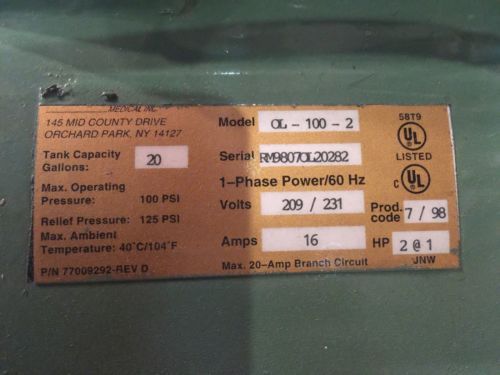 MEDICAL INC.
145 MID COUNTY DRIVE
ORCHARD PARK, NY 14127
Tank Capacity
Gallons: 20
Max. Operating
Pressure: 100 PSI
Relief Pressure: 125 PSI
Max. Ambient
Temperature: 40°C/104°F
P/N 77009292-REV D
Model OL-100-2
Serial RM9807OL20282
1-Phase Power/60 Hz
Volts 209 / 231
Amps 16
Max. 20-Amp Branch Circuit
58T9
UL
LISTED
C UL
Prod.
code 7 / 98
HP 2 @ 1
JNW